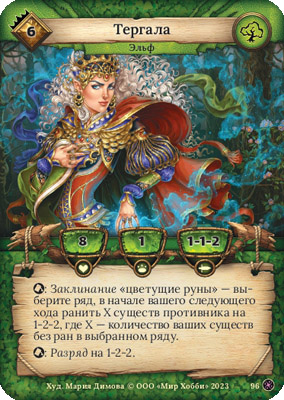 6
Тергала
Эльф
8
1
1-1-2
: Заклинание «цветущие руны» — вы-
берите ряд, в начале вашего следующего
хода ранить X существ противника на
1-2-2, где X — количество ваших существ
без ран в выбранном ряду.
: Разряд на 1-2-2.
Худ. Мария Димова © ООО «Мир Хобби» 2023
96